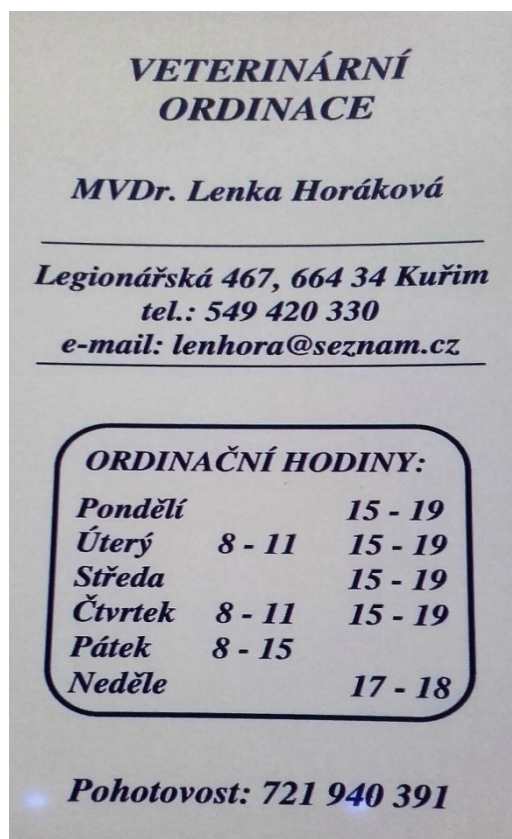 VETERINÁRNÍ
ORDINACE
MVDr. Lenka Horáková
Legionářská 467, 664 34 Kuřim
tel.: 549 420 330
e-mail: lenhora@seznam.cz
ORDINAČNÍ HODINY:
Pondělí 15 - 19
Úterý 8 - 11 15 - 19
Středa 15 - 19
Čtvrtek 8 - 11 15 - 19
Pátek 8 - 15
Neděle 17 - 18
Pohotovost: 721 940 391